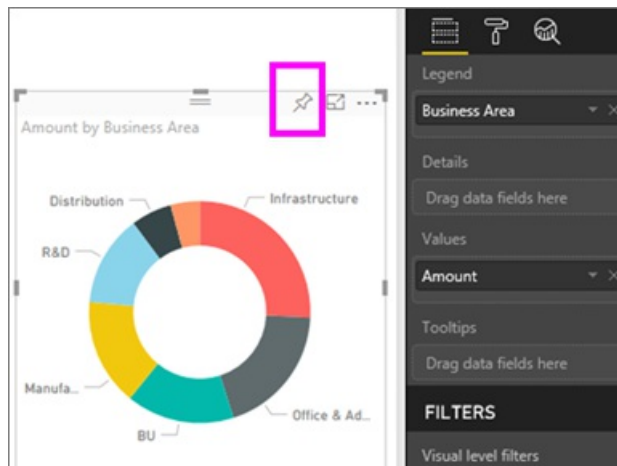 Amount by Business Area
Distribution
Infrastructure
R&D
Manufa...
BU
Office & Ad...
Legend
Business Area
Details
Drag data fields here
Values
Amount
Tooltips
Drag data fields here
FILTERS
Visual level filters